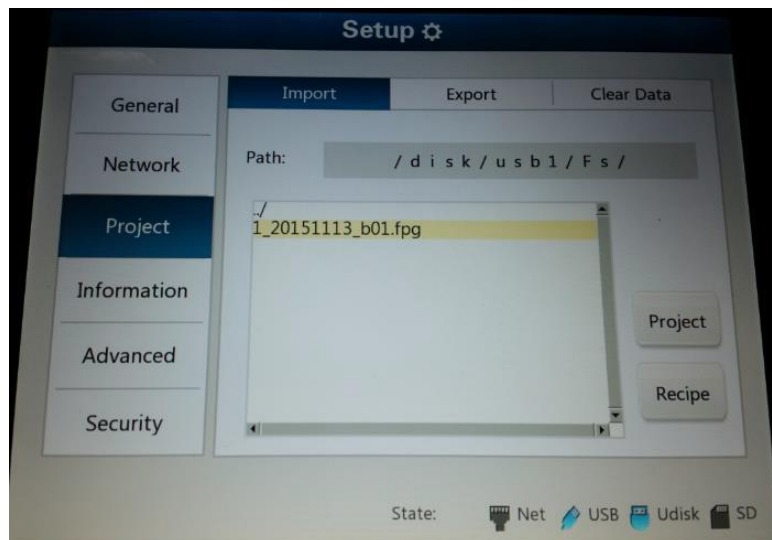 Setup
General
Network
Project
Information
Advanced
Security
Import Export Clear Data
Path: /disk/usb1/Fs/
../
1_20151113_b01.fpg
Project
Recipe
State: Net USB Udisk SD